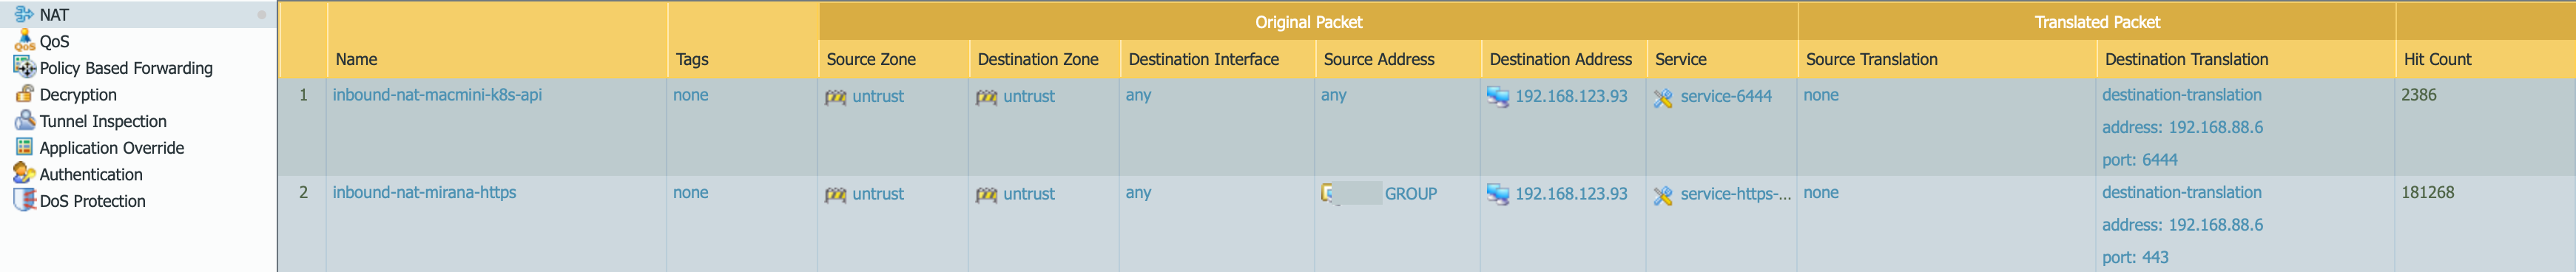 NAT
QoS
Policy Based Forwarding
Decryption
Tunnel Inspection
Application Override
Authentication
DoS Protection
Original Packet Translated Packet
Name Tags Source Zone Destination Zone Destination Interface Source Address Destination Address Service Source Translation Destination Translation Hit Count
1 inbound-nat-macmini-k8s-api none untrust untrust any any 192.168.123.93 service-6444 none destination-translation 2386
address: 192.168.88.6
port: 6444
2 inbound-nat-mirana-https none untrust untrust any GROUP 192.168.123.93 service-https-... none destination-translation 181268
address: 192.168.88.6
port: 443